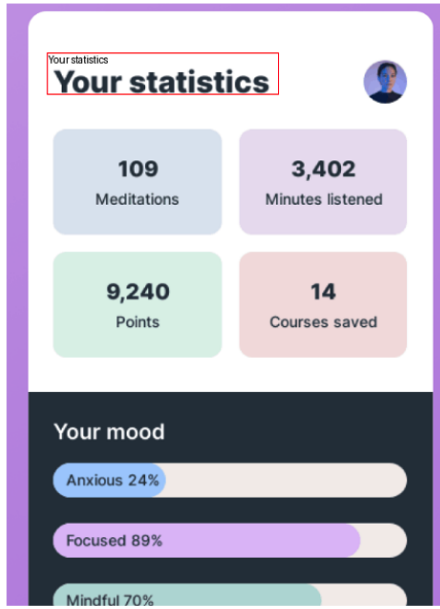 Your statistics
Your statistics
109
Meditations
3,402
Minutes listened
9,240
Points
14
Courses saved
Your mood
Anxious 24%
Focused 89%
Mindful 70%